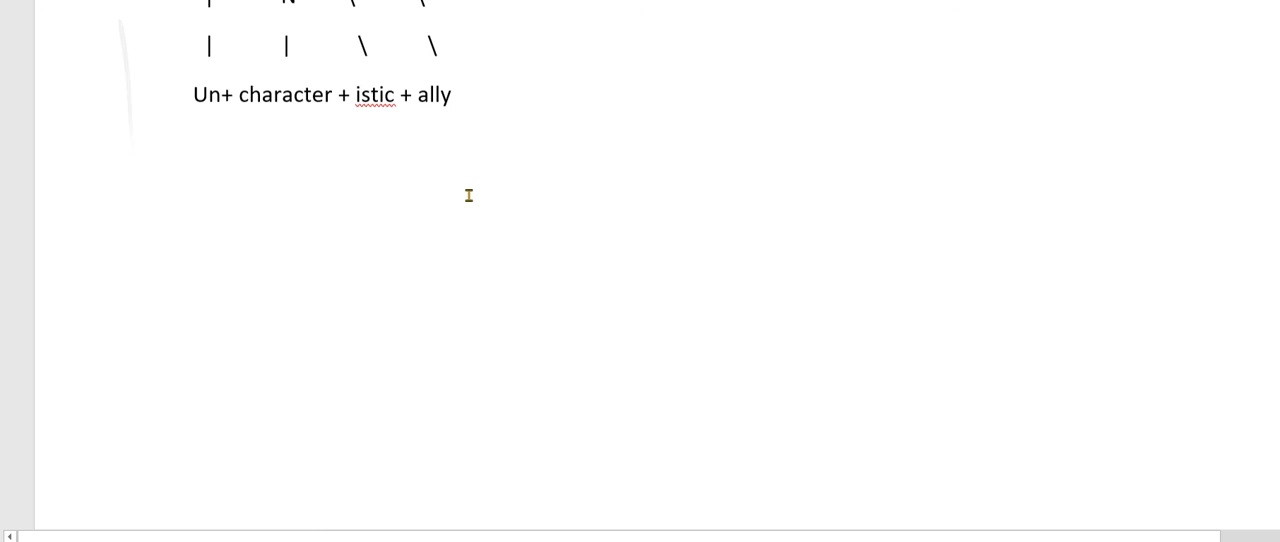 | | \ \
Un+ character + istic + ally